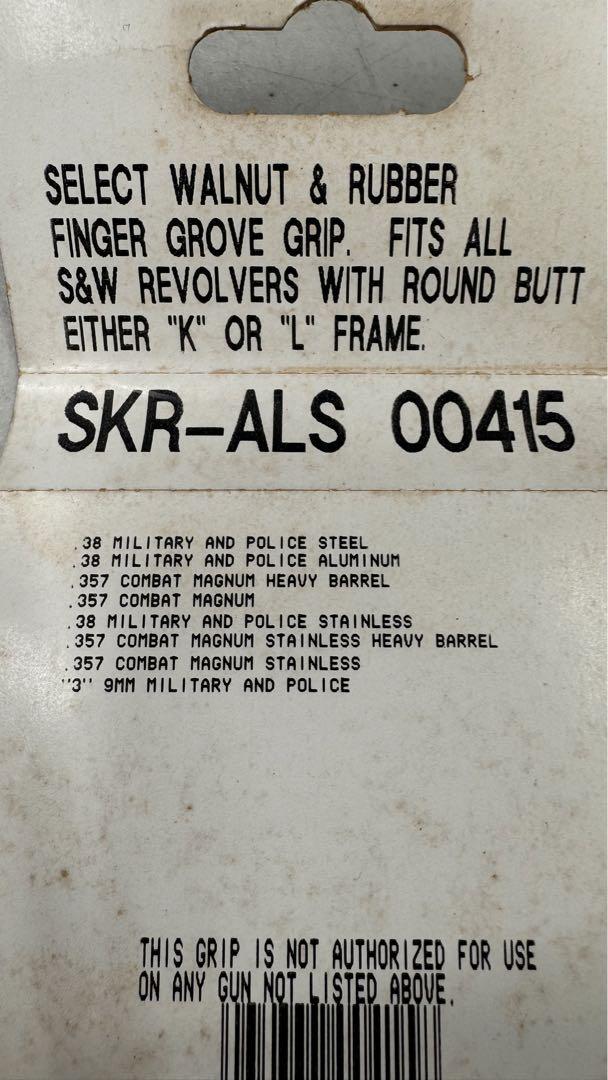 SELECT WALNUT & RUBBER
FINGER GROVE GRIP. FITS ALL
S&W REVOLVERS WITH ROUND BUTT
EITHER "K" OR "L" FRAME.
SKR-ALS 00415
.38 MILITARY AND POLICE STEEL
.38 MILITARY AND POLICE ALUMINUM
.357 COMBAT MAGNUM HEAVY BARREL
.357 COMBAT MAGNUM
.38 MILITARY AND POLICE STAINLESS
.357 COMBAT MAGNUM STAINLESS HEAVY BARREL
.357 COMBAT MAGNUM STAINLESS
''3'' 9MM MILITARY AND POLICE
THIS GRIP IS NOT AUTHORIZED FOR USE
ON ANY GUN NOT LISTED ABOVE.